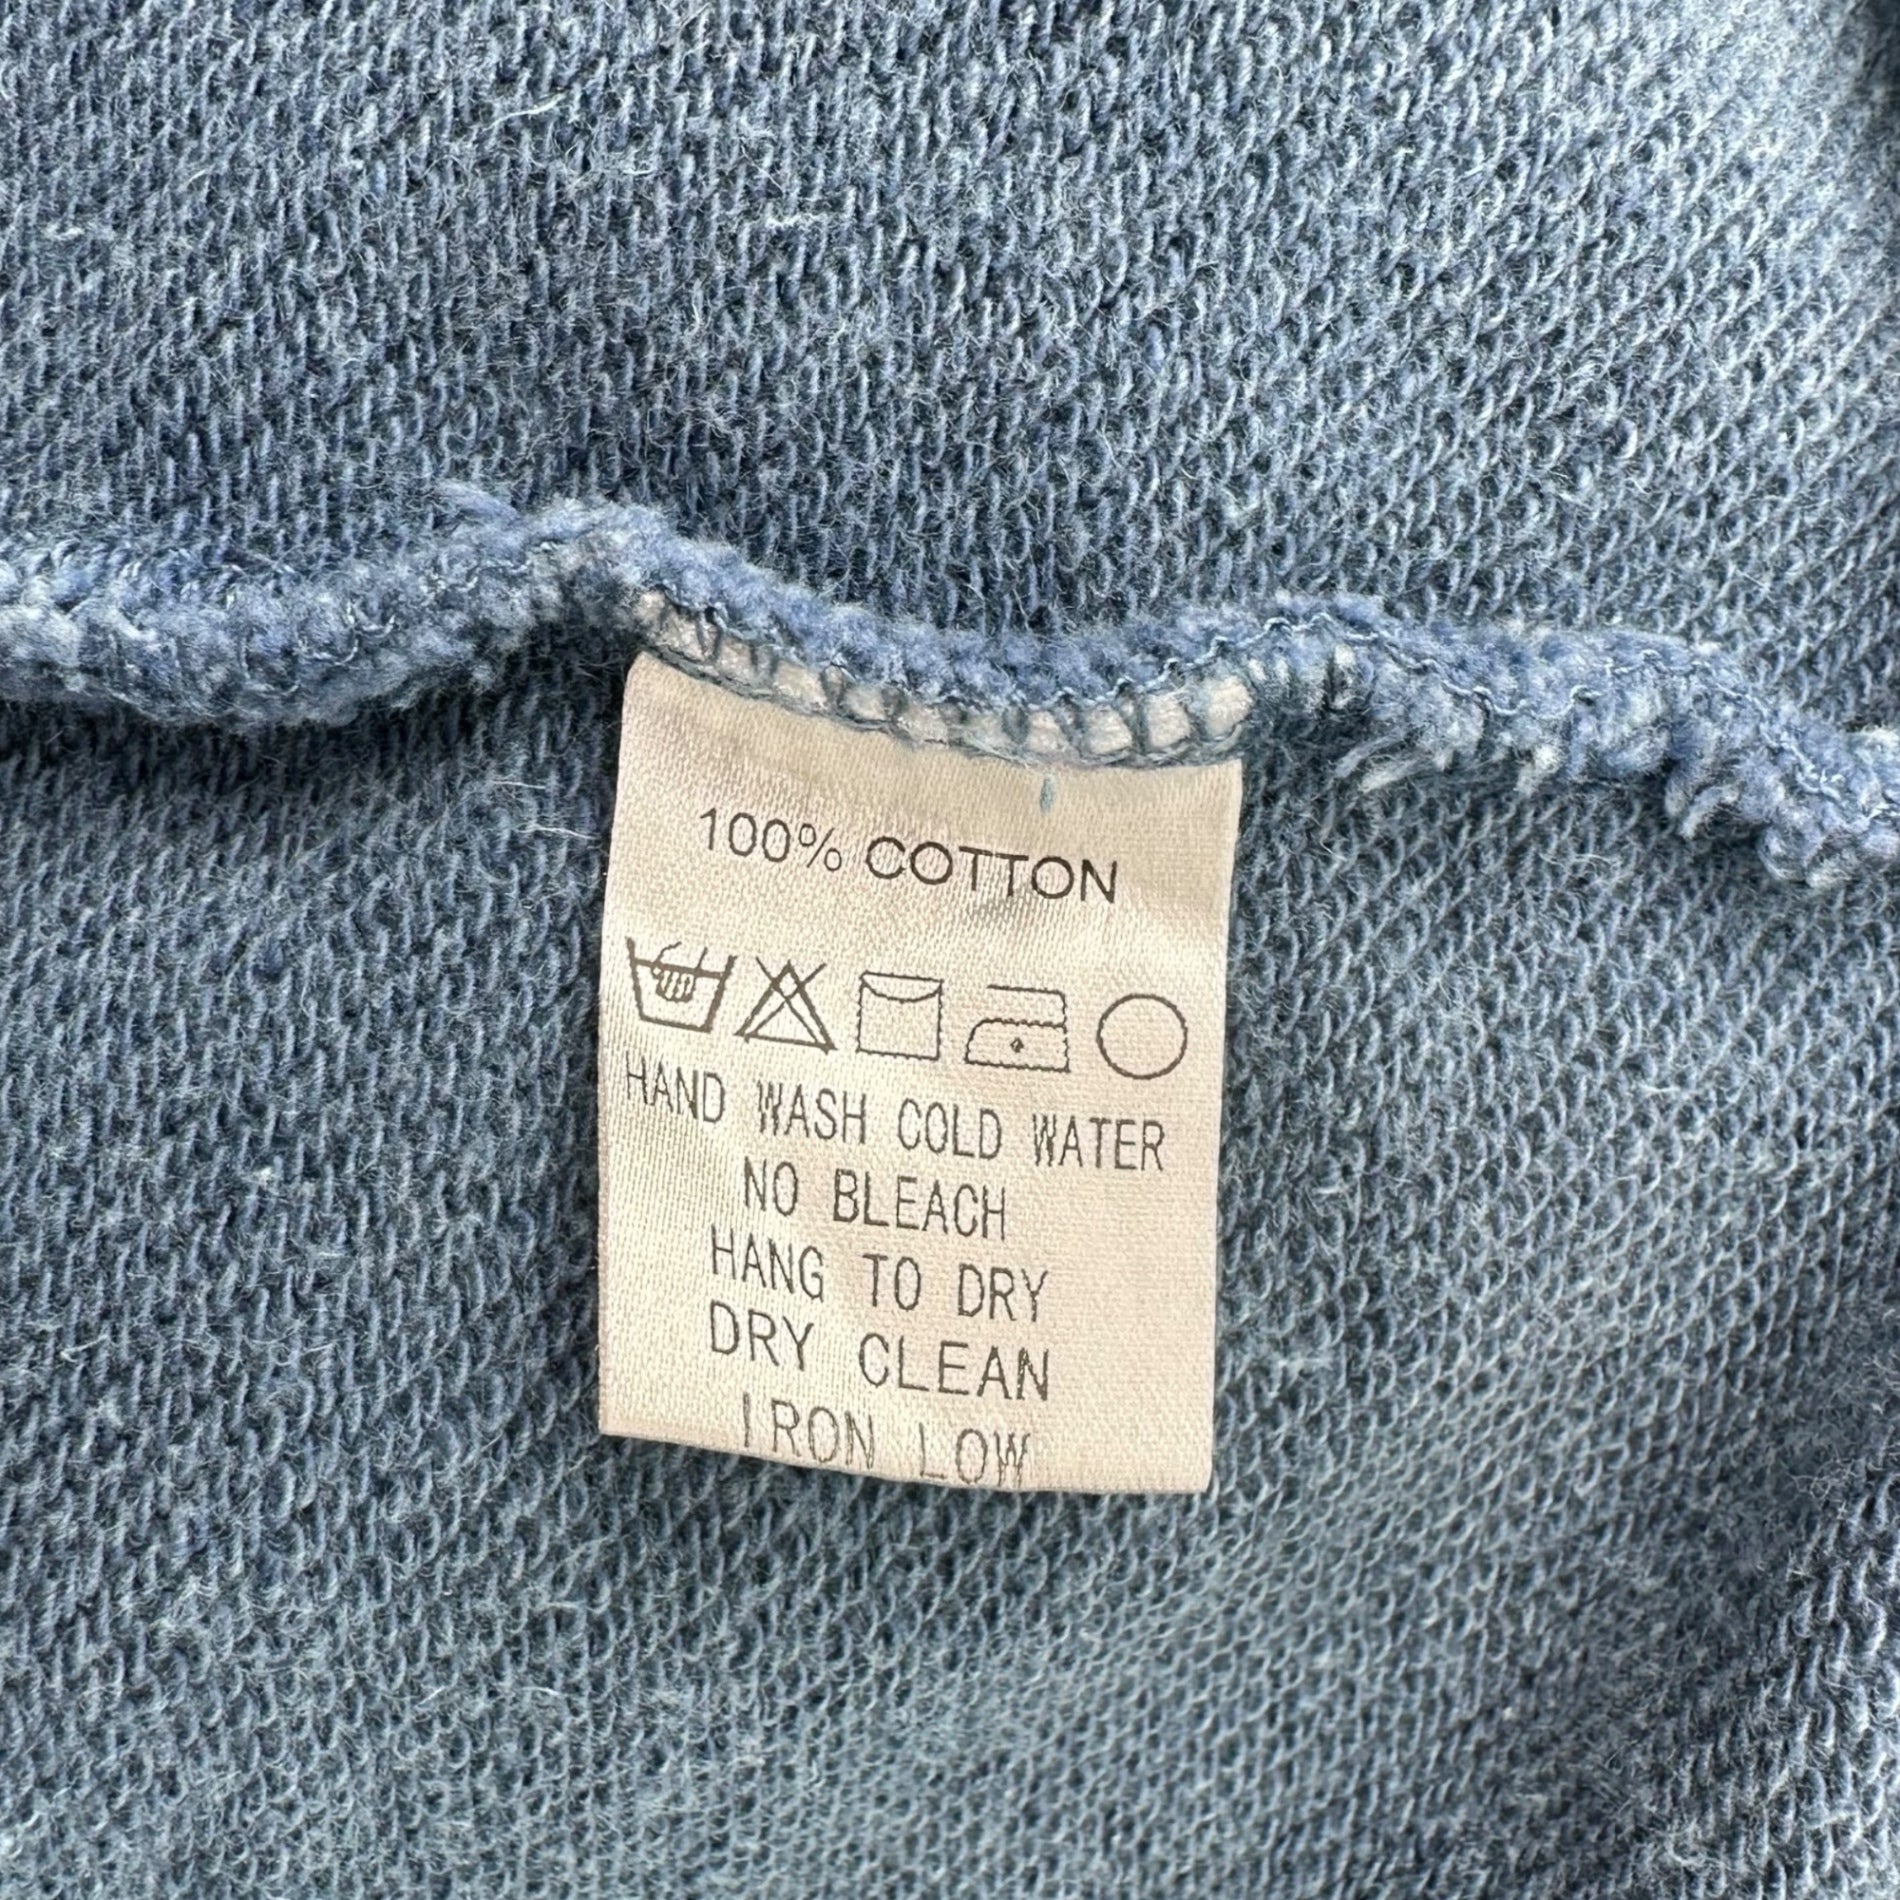 100% COTTON
HAND WASH COLD WATER
NO BLEACH
HANG TO DRY
DRY CLEAN
IRON LOW